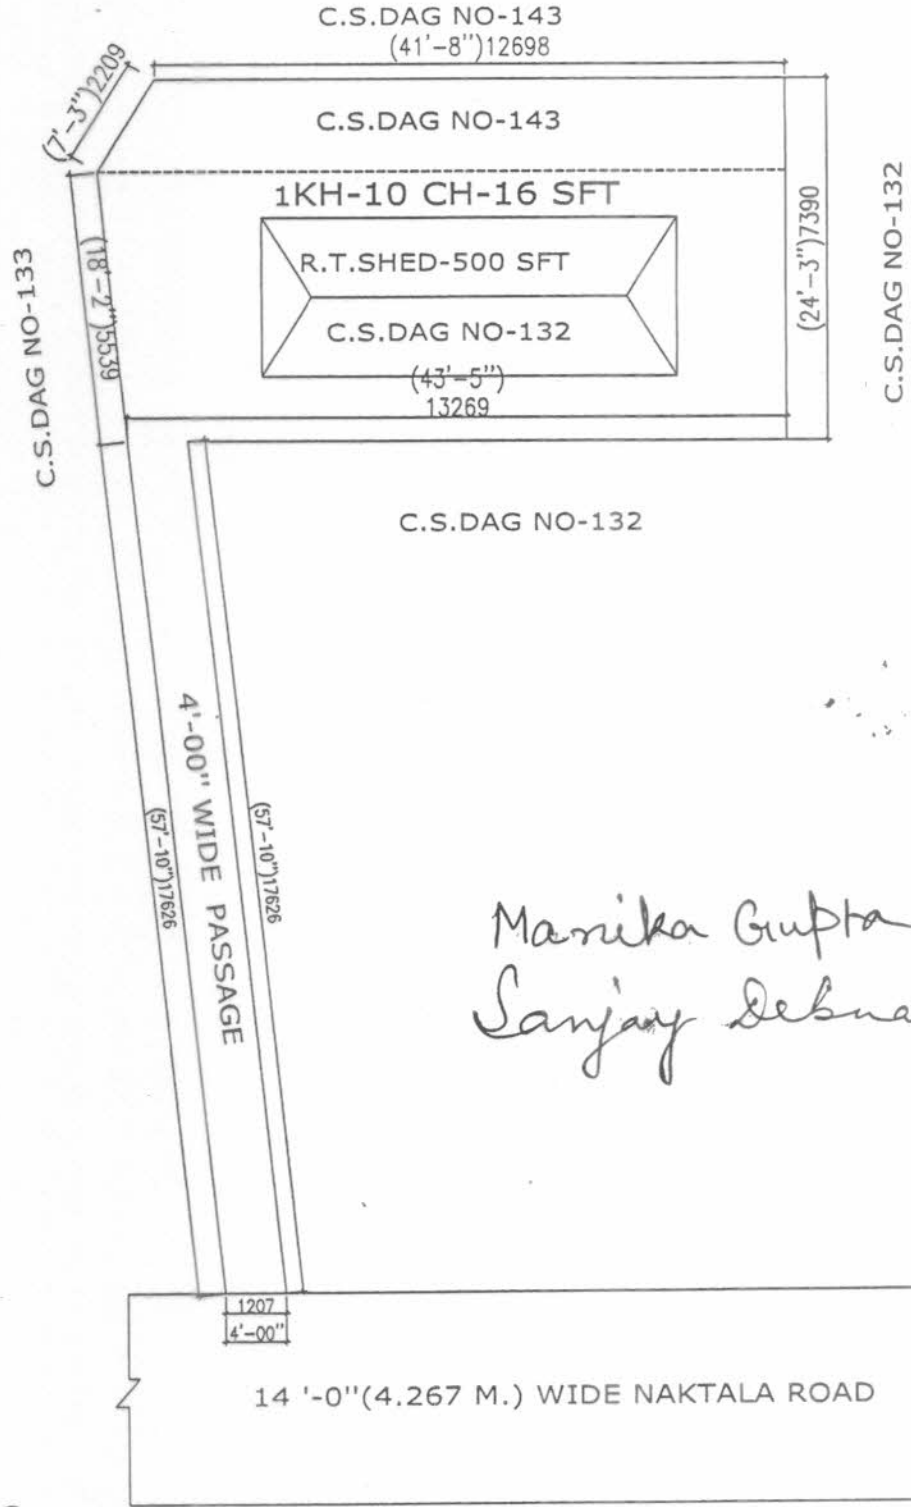 C.S.DAG NO-143
(41'-8")12698
(7'-3")2209
C.S.DAG NO-143
1KH-10 CH-16 SFT
R.T.SHED-500 SFT
C.S.DAG NO-132
(43'-5")
13269
(18'-2")5539
(24'-3")7390
C.S.DAG NO-133
C.S.DAG NO-132
C.S.DAG NO-132
4'-00" WIDE PASSAGE
(57'-10")17626
(57'-10")17626
Manika Gupta
Sanjay
1207
4'-00"
14 '-0"(4.267 M.) WIDE NAKTALA ROAD